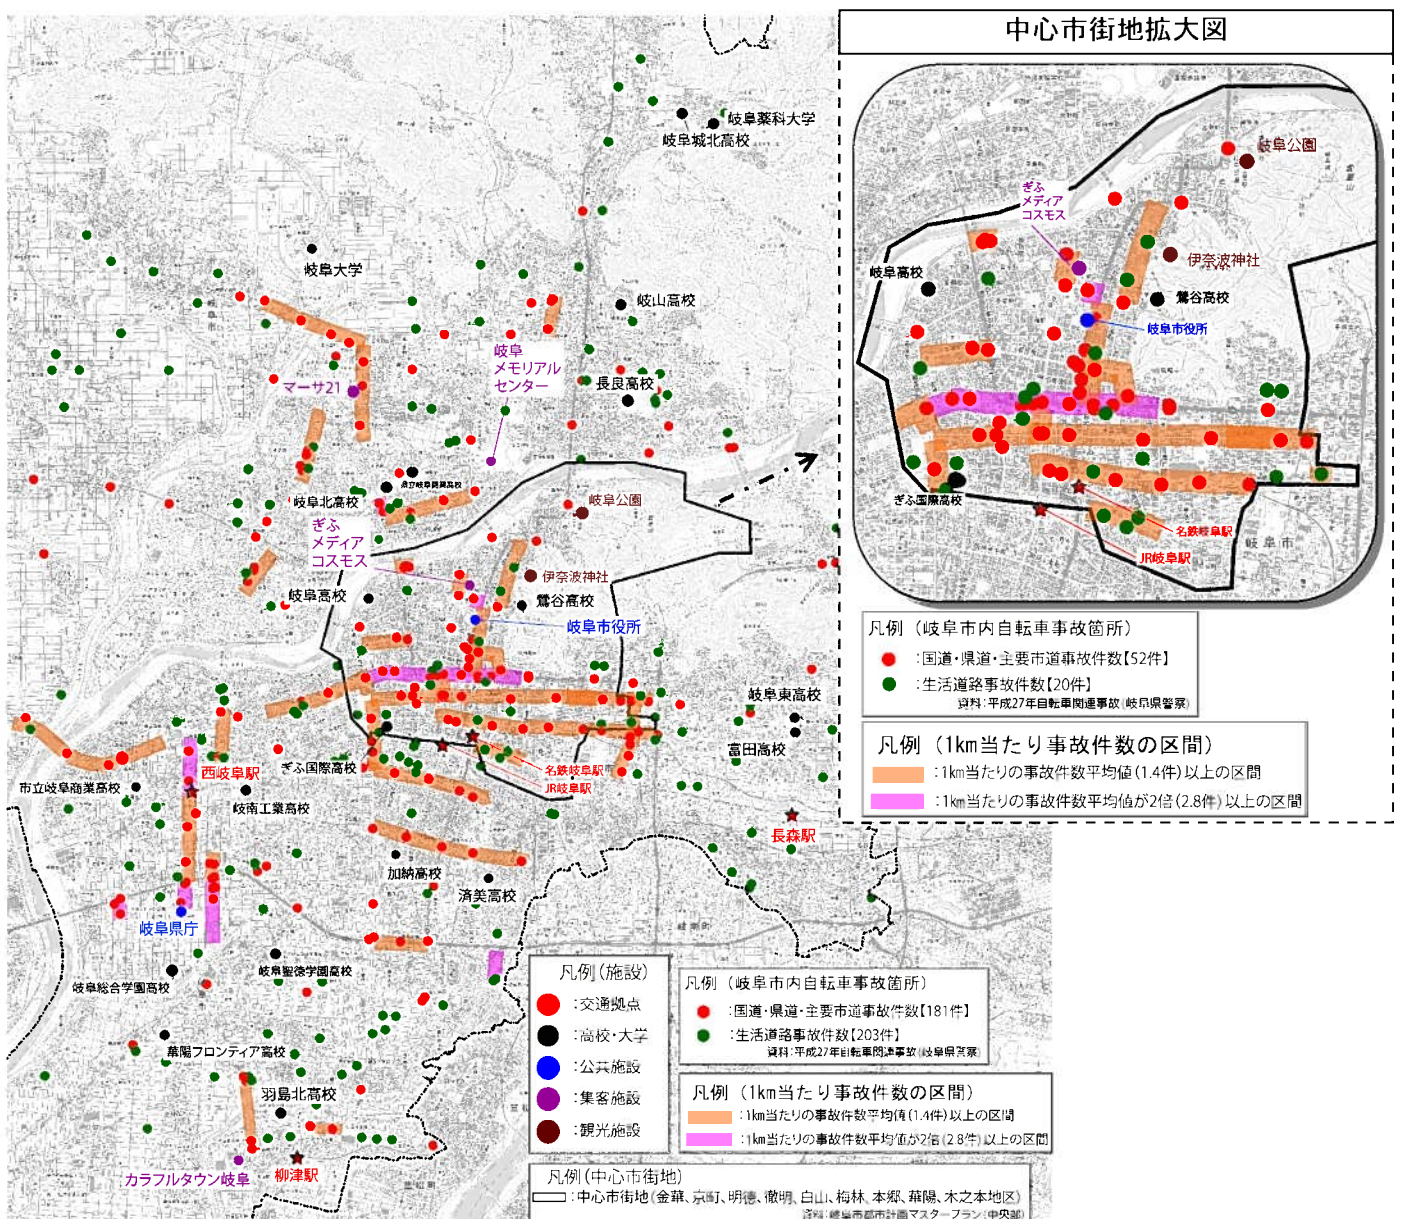 中心市街地拡大図
岐阜公園
ぎふ
メディア
コスモス
伊奈波神社
岐阜高校
鶯谷高校
岐阜市役所
ぎふ国際高校
名鉄岐阜駅
JR岐阜駅
岐阜市
凡例(岐阜市内自転車事故箇所)
:国道・県道・主要市道事故件数【52件】
:生活道路事故件数【20件】
資料:平成27年自転車関連事故(岐阜県警察)
凡例(1km当たり事故件数の区間)
:1km当たりの事故件数平均値(1.4件)以上の区間
:1km当たりの事故件数平均値が2倍(2.8件)以上の区間
岐阜薬科大学
岐阜城北高校
岐阜大学
岐山高校
岐阜
メモリアル
センター
マーサ21
長良高校
県立岐阜商業高校
岐阜北高校
岐阜公園
ぎふ
メディア
コスモス
伊奈波神社
岐阜高校
鶯谷高校
岐阜市役所
岐阜東高校
富田高校
西岐阜駅
ぎふ国際高校
名鉄岐阜駅
JR岐阜駅
市立岐阜商業高校
岐南工業高校
長森駅
加納高校
済美高校
岐阜県庁
岐阜聖徳学園高校
岐阜総合学園高校
華陽フロンティア高校
羽島北高校
カラフルタウン岐阜
柳津駅
凡例(施設)
:交通拠点
:高校・大学
:公共施設
:集客施設
:観光施設
凡例(岐阜市内自転車事故箇所)
:国道・県道・主要市道事故件数【181件】
:生活道路事故件数【203件】
資料:平成27年自転車関連事故(岐阜県警察)
凡例(1km当たり事故件数の区間)
:1km当たりの事故件数平均値(1.4件)以上の区間
:1km当たりの事故件数平均値が2倍(2.8件)以上の区間
凡例(中心市街地)
:中心市街地(金華、京町、明徳、徹明、白山、梅林、本郷、華陽、木之本地区)
資料:岐阜市都市計画マスタープラン(中央部)